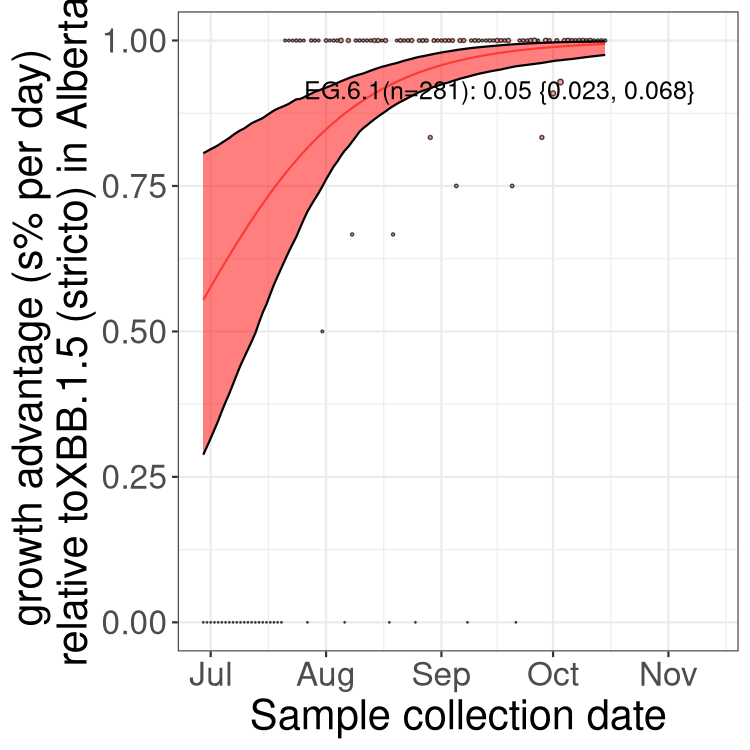 growth advantage (s% per day)
relative toXBB.1.5 (stricto) in Alberta
1.00
0.75
0.50
0.25
0.00
EG.6.1(n=281): 0.05 {0.023, 0.068}
Jul Aug Sep Oct Nov
Sample collection date